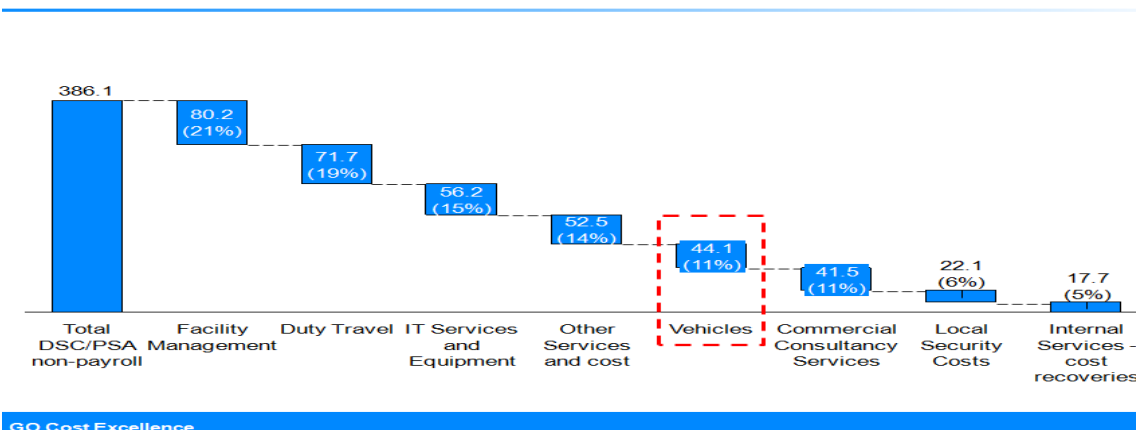 386.1
80.2
(21%)
71.7
(19%)
56.2
(15%)
52.5
(14%)
44.1
(11%)
41.5
(11%)
22.1
(6%)
17.7
(5%)
Total
DSC/PSA
non-payroll
Facility
Management
Duty Travel
IT Services
and
Equipment
Other
Services
and cost
Vehicles
Commercial
Consultancy
Services
Local
Security
Costs
Internal
Services -
cost
recoveries
GO Cost Excellence